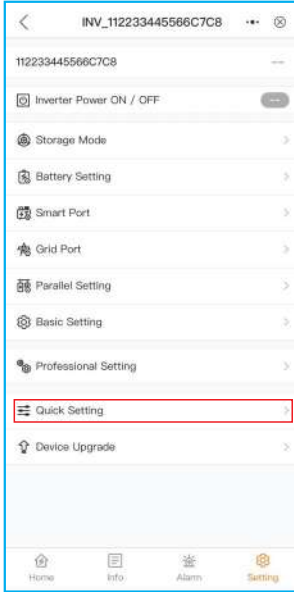 INV_112233445566C7C8
112233445566C7C8 --
Inverter Power ON / OFF --
Storage Mode
Battery Setting
Smart Port
Grid Port
Parallel Setting
Basic Setting
Professional Setting
Quick Setting
Device Upgrade
Home Info Alarm Setting